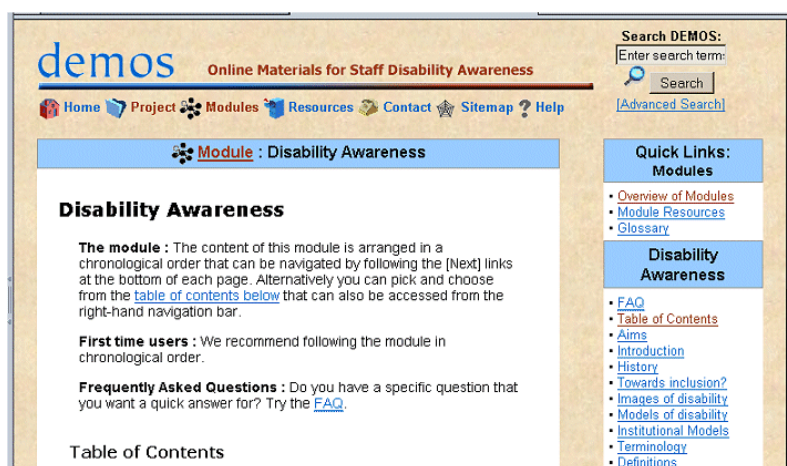 demos
Online Materials for Staff Disability Awareness
Search DEMOS:
Enter search term:
Search
[Advanced Search]
Home Project Modules Resources Contact Sitemap ? Help
Module : Disability Awareness
Disability Awareness
The module : The content of this module is arranged in a
chronological order that can be navigated by following the [Next] links
at the bottom of each page. Alternatively you can pick and choose
from the table of contents below that can also be accessed from the
right-hand navigation bar.
First time users : We recommend following the module in
chronological order.
Frequently Asked Questions : Do you have a specific question that
you want a quick answer for? Try the FAQ.
Table of Contents
Quick Links:
Modules
Overview of Modules
Module Resources
Glossary
Disability
Awareness
FAQ
Table of Contents
Aims
Introduction
History
Towards inclusion?
Images of disability
Models of disability
Institutional Models
Terminology
Definitions